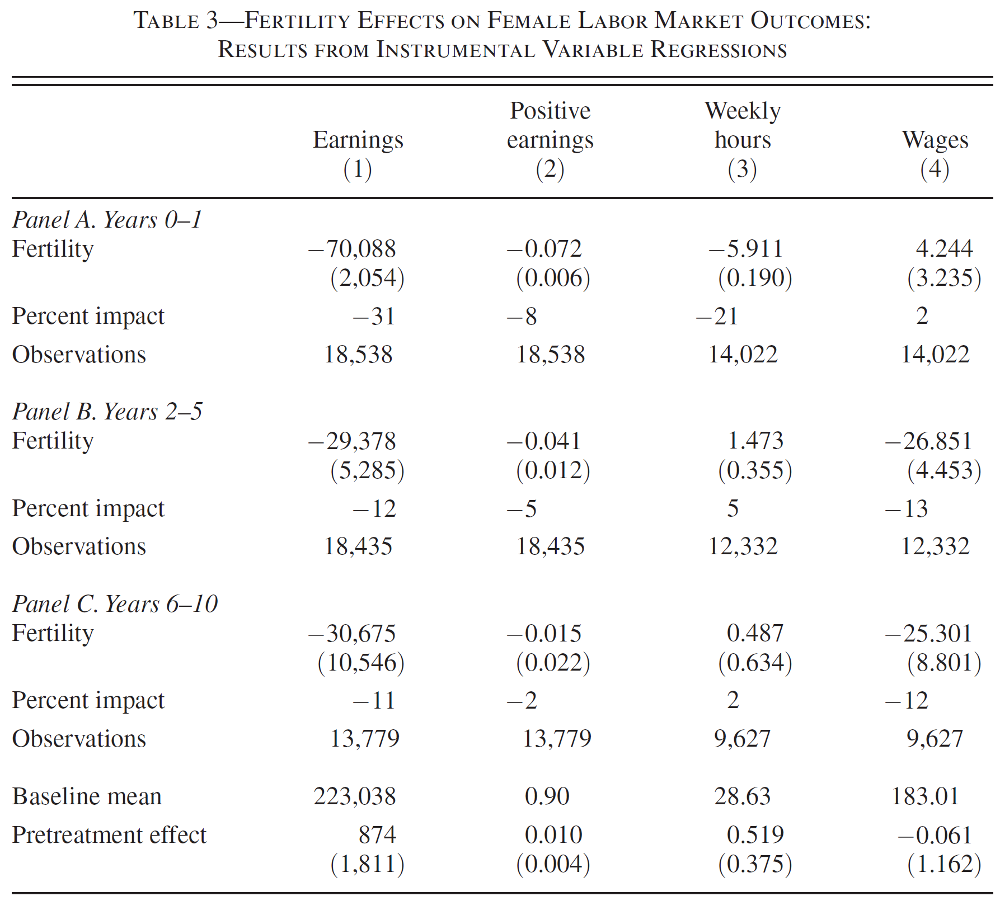 TABLE 3—FERTILITY EFFECTS ON FEMALE LABOR MARKET OUTCOMES:
RESULTS FROM INSTRUMENTAL VARIABLE REGRESSIONS
Positive Weekly
Earnings earnings hours Wages
(1) (2) (3) (4)
Panel A. Years 0–1
Fertility −70,088 −0.072 −5.911 4.244
(2,054) (0.006) (0.190) (3.235)
Percent impact −31 −8 −21 2
Observations 18,538 18,538 14,022 14,022
Panel B. Years 2–5
Fertility −29,378 −0.041 1.473 −26.851
(5,285) (0.012) (0.355) (4.453)
Percent impact −12 −5 5 −13
Observations 18,435 18,435 12,332 12,332
Panel C. Years 6–10
Fertility −30,675 −0.015 0.487 −25.301
(10,546) (0.022) (0.634) (8.801)
Percent impact −11 −2 2 −12
Observations 13,779 13,779 9,627 9,627
Baseline mean 223,038 0.90 28.63 183.01
Pretreatment effect 874 0.010 0.519 −0.061
(1,811) (0.004) (0.375) (1.162)